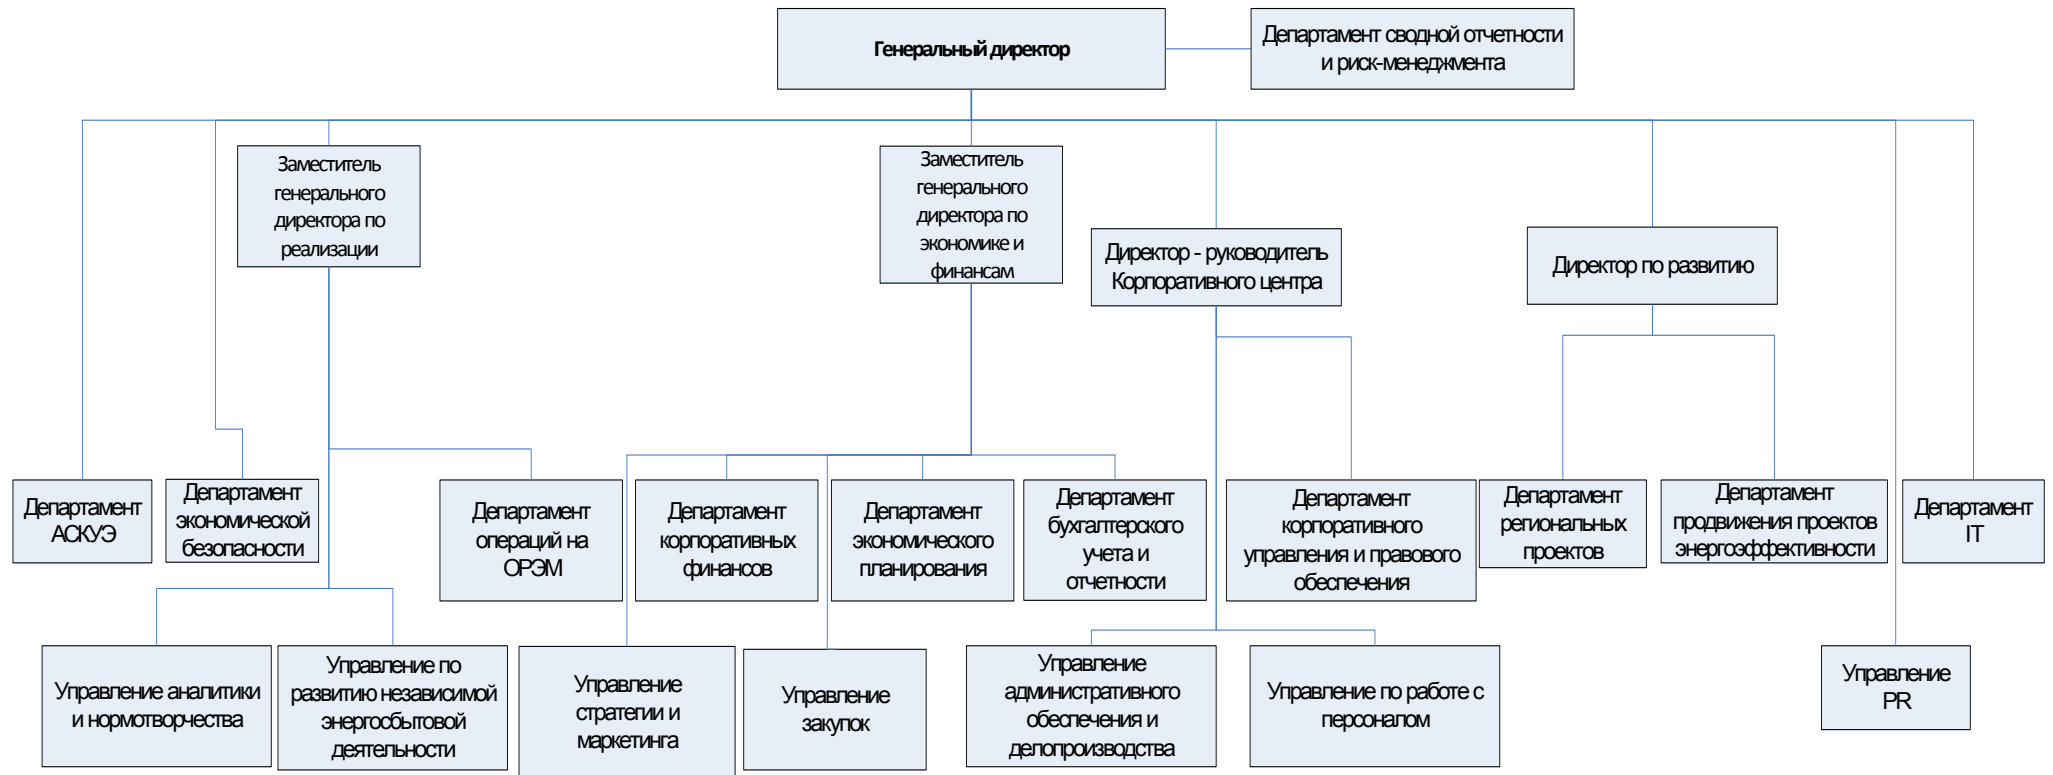 Генеральный директор
Департамент сводной отчетности
и риск-менеджмента
Заместитель
генерального
директора по
реализации
Заместитель
генерального
директора по
экономике и
финансам
Директор - руководитель
Корпоративного центра
Директор по развитию
Департамент
АСКУЭ
Департамент
экономической
безопасности
Департамент
операций на
ОРЭМ
Департамент
корпоративных
финансов
Департамент
экономического
планирования
Департамент
бухгалтерского
учета и
отчетности
Департамент
корпоративного
управления и правового
обеспечения
Департамент
региональных
проектов
Департамент
продвижения проектов
энергоэффективности
Департамент
IT
Управление аналитики
и нормотворчества
Управление по
развитию независимой
энергосбытовой
деятельности
Управление
стратегии и
маркетинга
Управление
закупок
Управление
административного
обеспечения и
делопроизводства
Управление по работе с
персоналом
Управление
PR